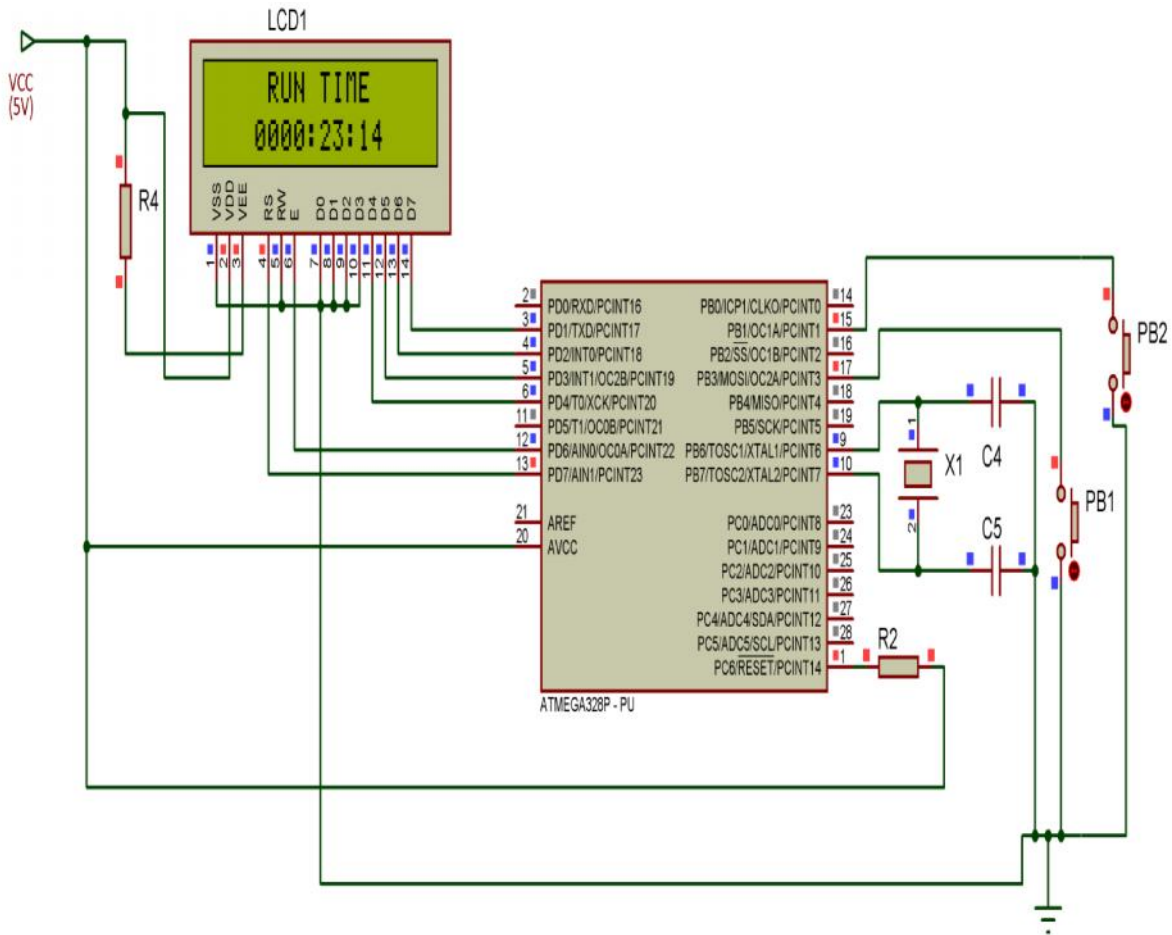 LCD1
VCC
(5V)
RUN TIME
0000:23:14
R4
VSS
VDD
VEE
RS
RW
E
D0
D1
D2
D3
D4
D5
D6
D7
1
2
3
4
5
6
7
8
9
10
11
12
13
14
2 PD0/RXD/PCINT16
3 PD1/TXD/PCINT17
4 PD2/INT0/PCINT18
5 PD3/INT1/OC2B/PCINT19
6 PD4/T0/XCK/PCINT20
11 PD5/T1/OC0B/PCINT21
12 PD6/AIN0/OC0A/PCINT22
13 PD7/AIN1/PCINT23
21 AREF
20 AVCC
PB0/ICP1/CLKO/PCINT0 14
PB1/OC1A/PCINT1 15
PB2/SS/OC1B/PCINT2 16
PB3/MOSI/OC2A/PCINT3 17
PB4/MISO/PCINT4 18
PB5/SCK/PCINT5 19
PB6/TOSC1/XTAL1/PCINT6 9
PB7/TOSC2/XTAL2/PCINT7 10
PC0/ADC0/PCINT8 23
PC1/ADC1/PCINT9 24
PC2/ADC2/PCINT10 25
PC3/ADC3/PCINT11 26
PC4/ADC4/SDA/PCINT12 27
PC5/ADC5/SCL/PCINT13 28
PC6/RESET/PCINT14 1
ATMEGA328P - PU
R2
1
X1
2
C4
C5
PB2
PB1